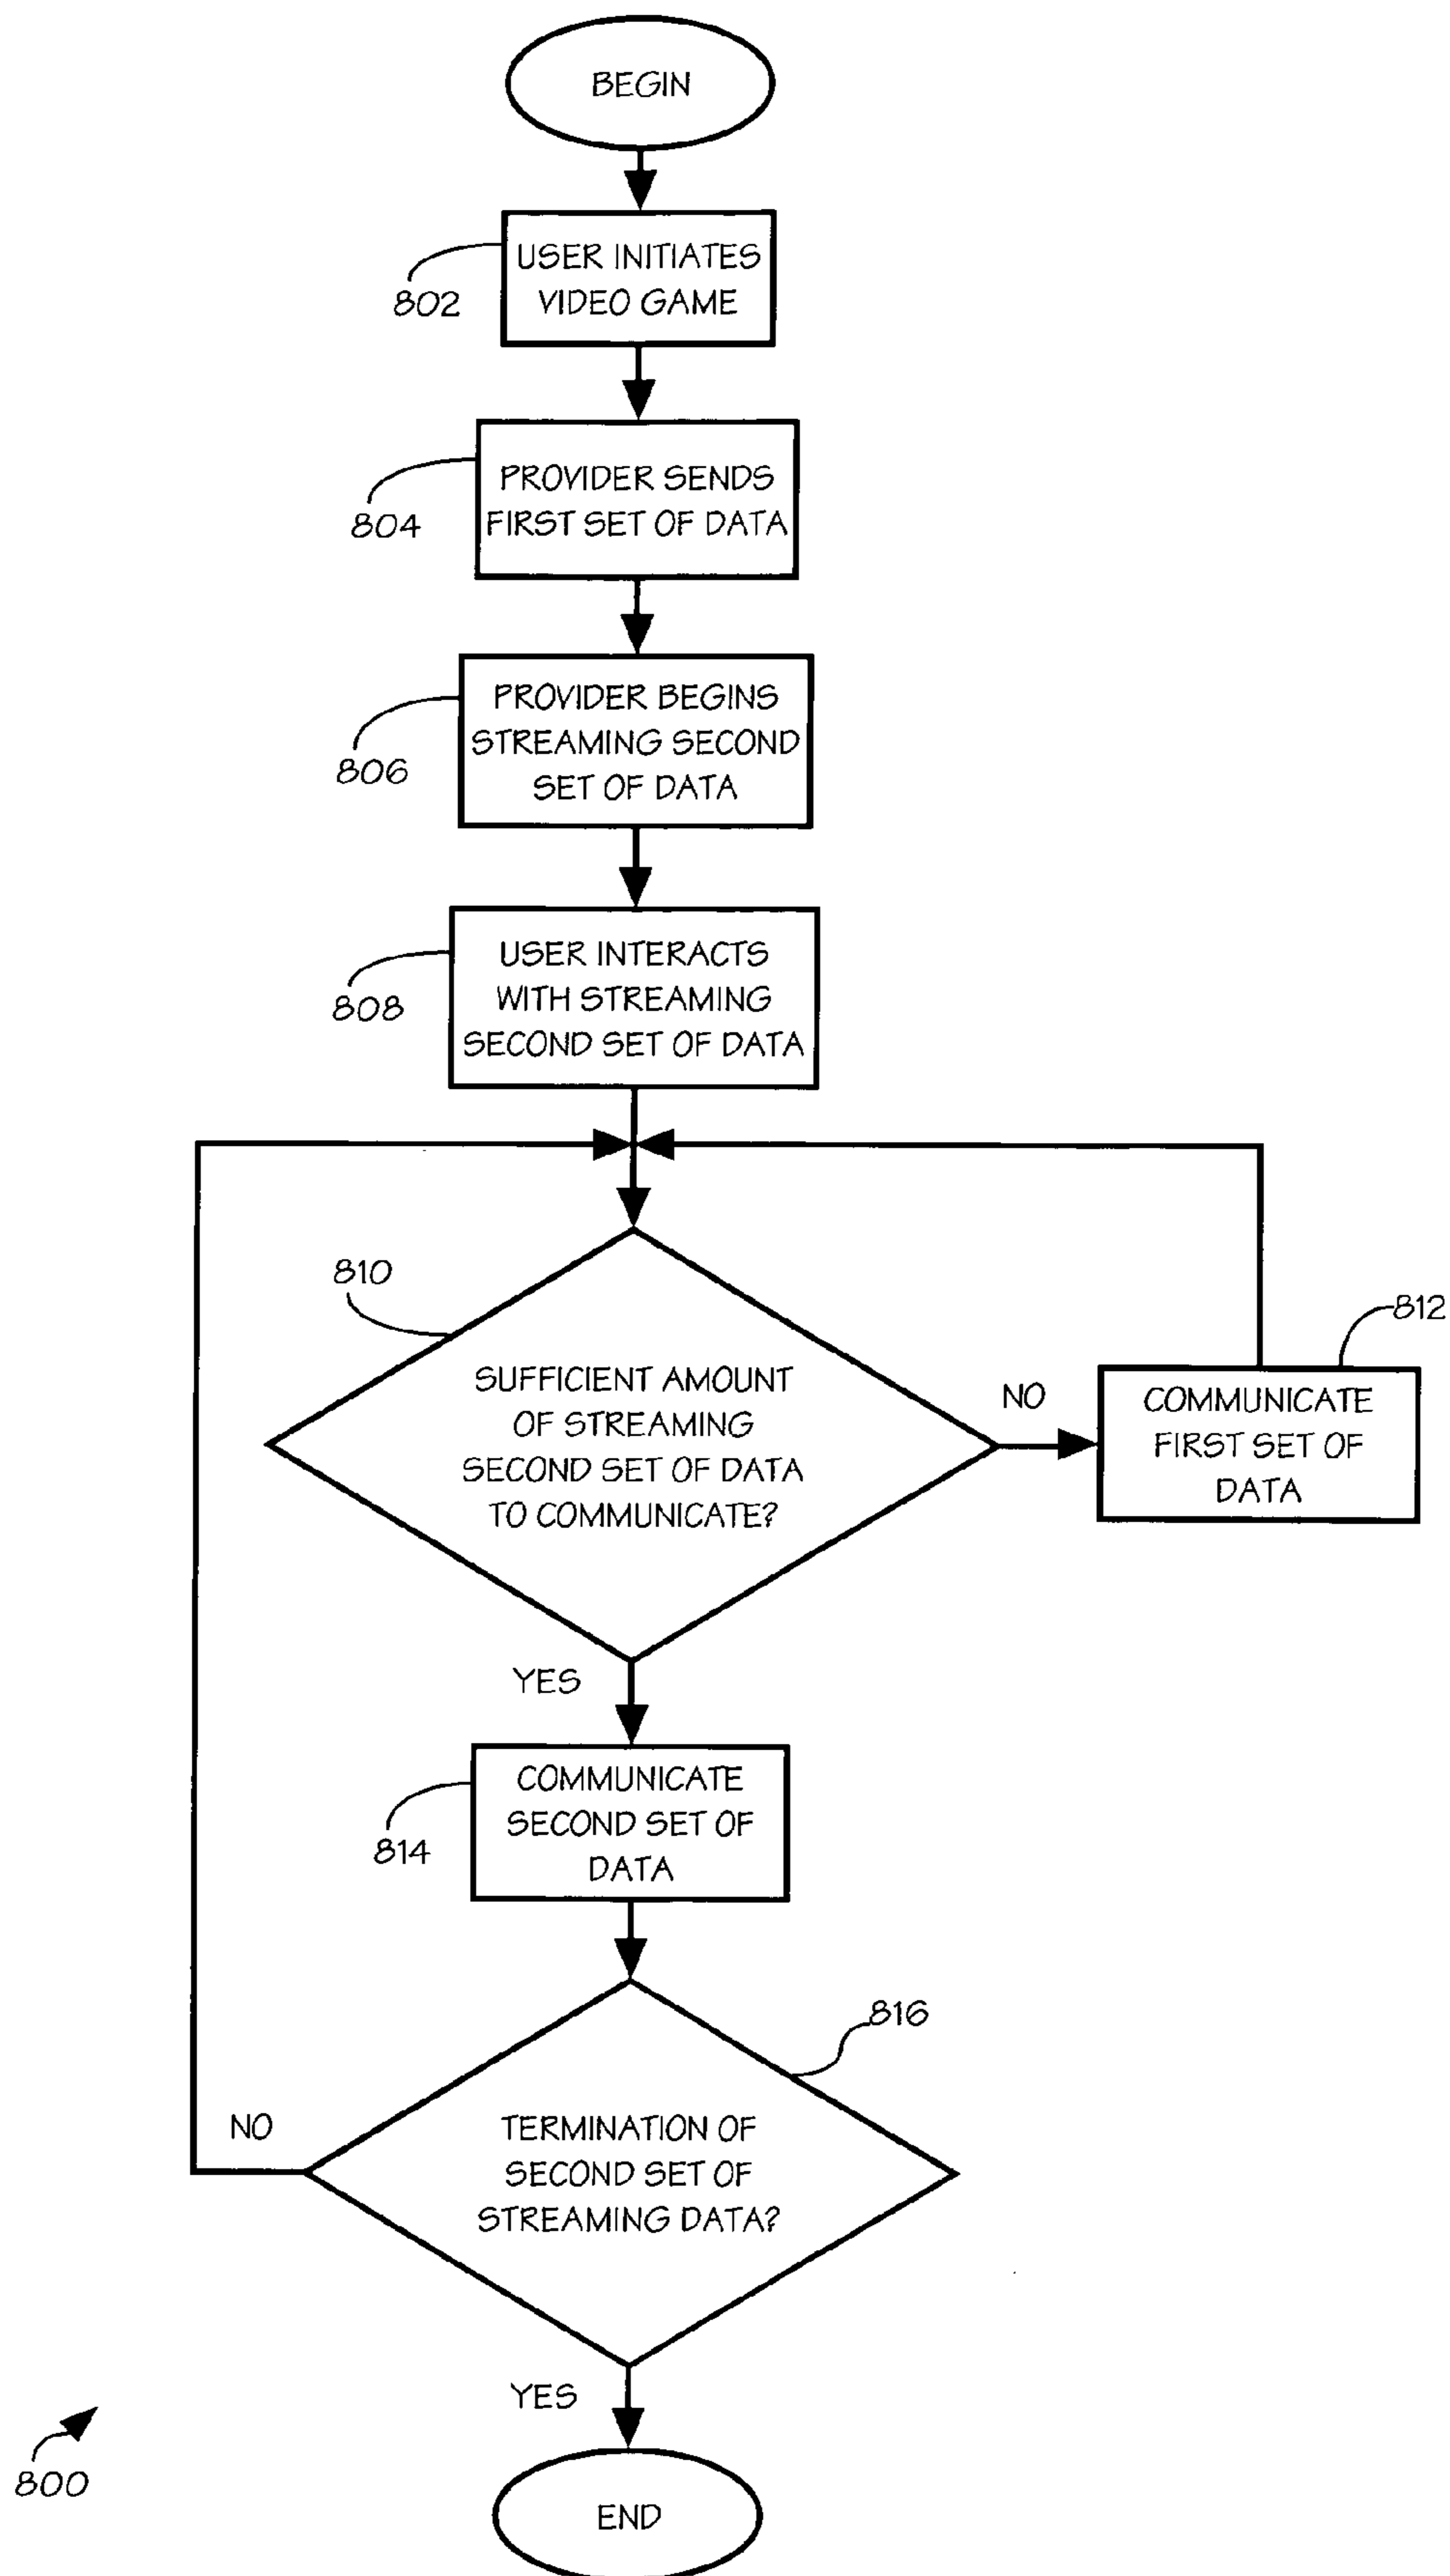 BEGIN
USER INITIATES
VIDEO GAME
802
PROVIDER SENDS
FIRST SET OF DATA
804
PROVIDER BEGINS
STREAMING SECOND
SET OF DATA
806
USER INTERACTS
WITH STREAMING
SECOND SET OF DATA
808
810
SUFFICIENT AMOUNT
OF STREAMING
SECOND SET OF DATA
TO COMMUNICATE?
NO
812
COMMUNICATE
FIRST SET OF
DATA
YES
COMMUNICATE
SECOND SET OF
DATA
814
816
TERMINATION OF
SECOND SET OF
STREAMING DATA?
NO
YES
800
END